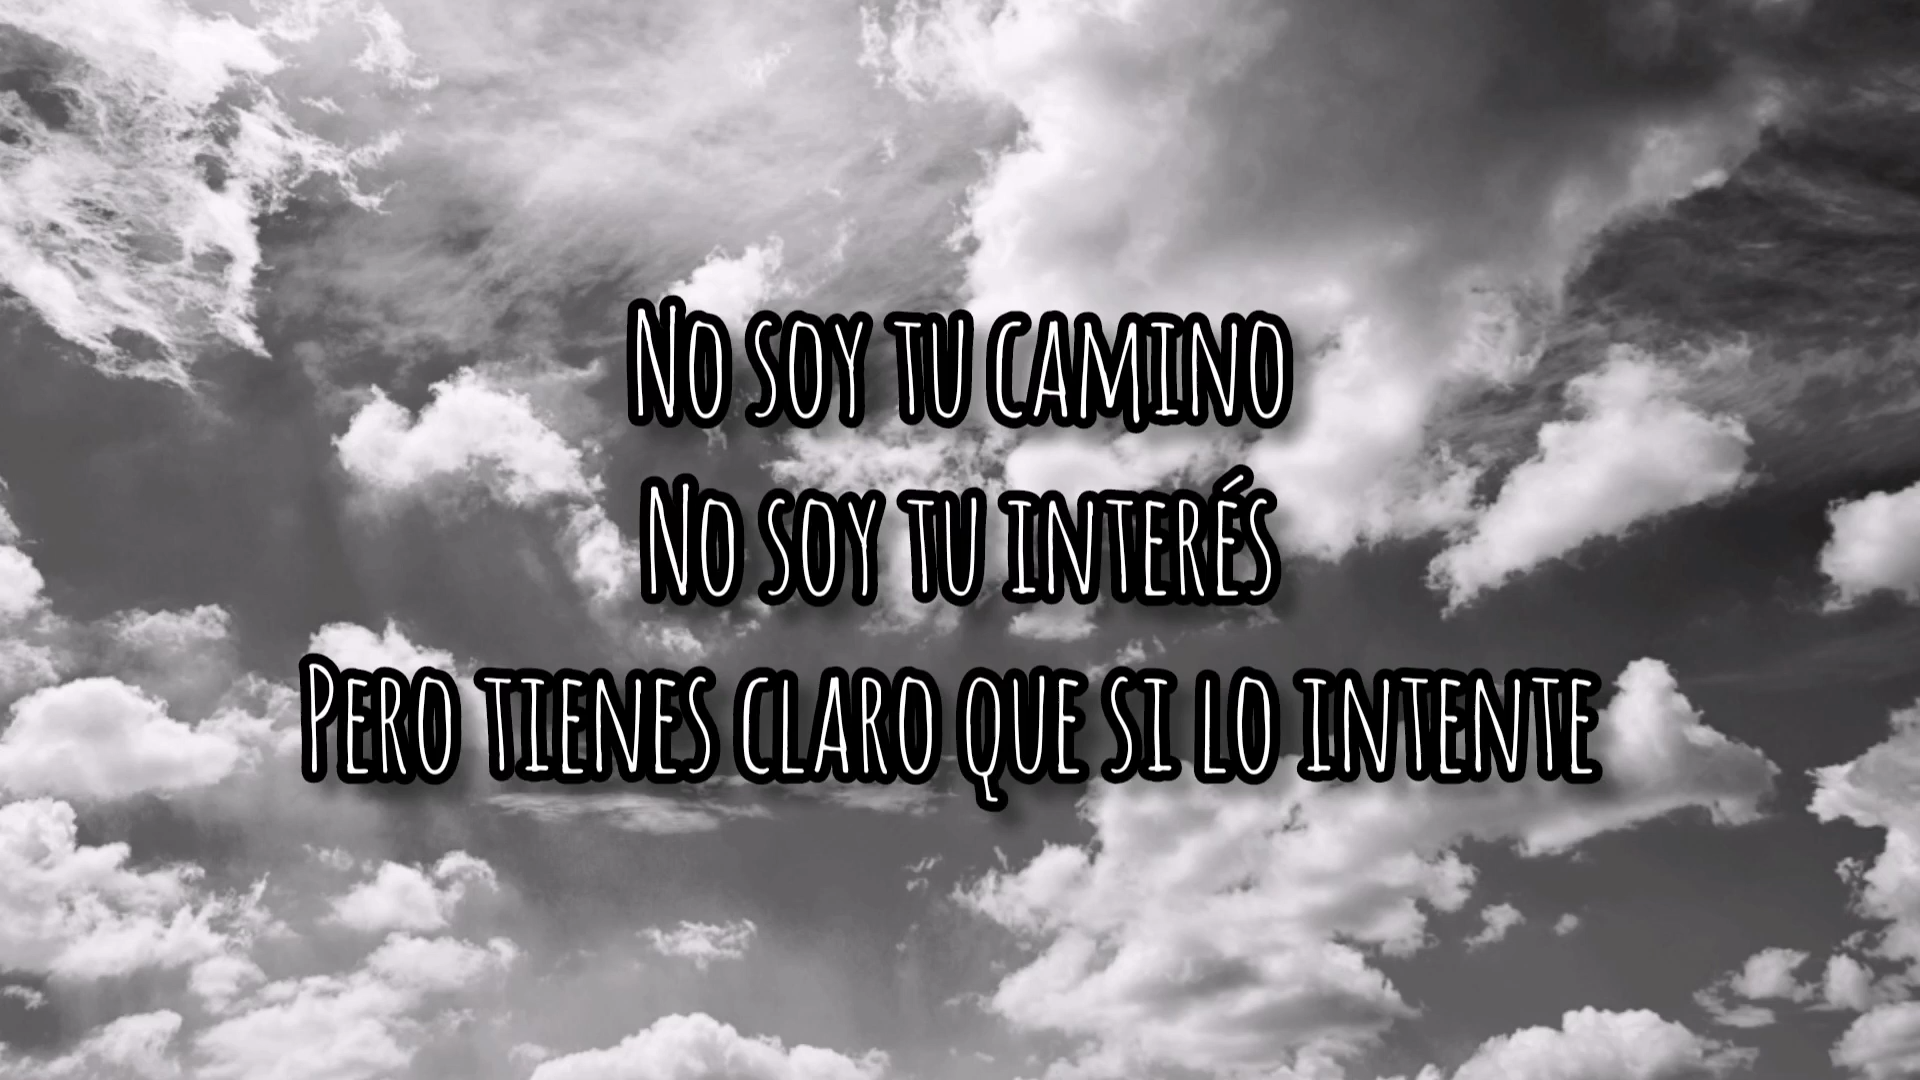 No soy tu camino
No soy tu interés
Pero tienes claro que si lo intente